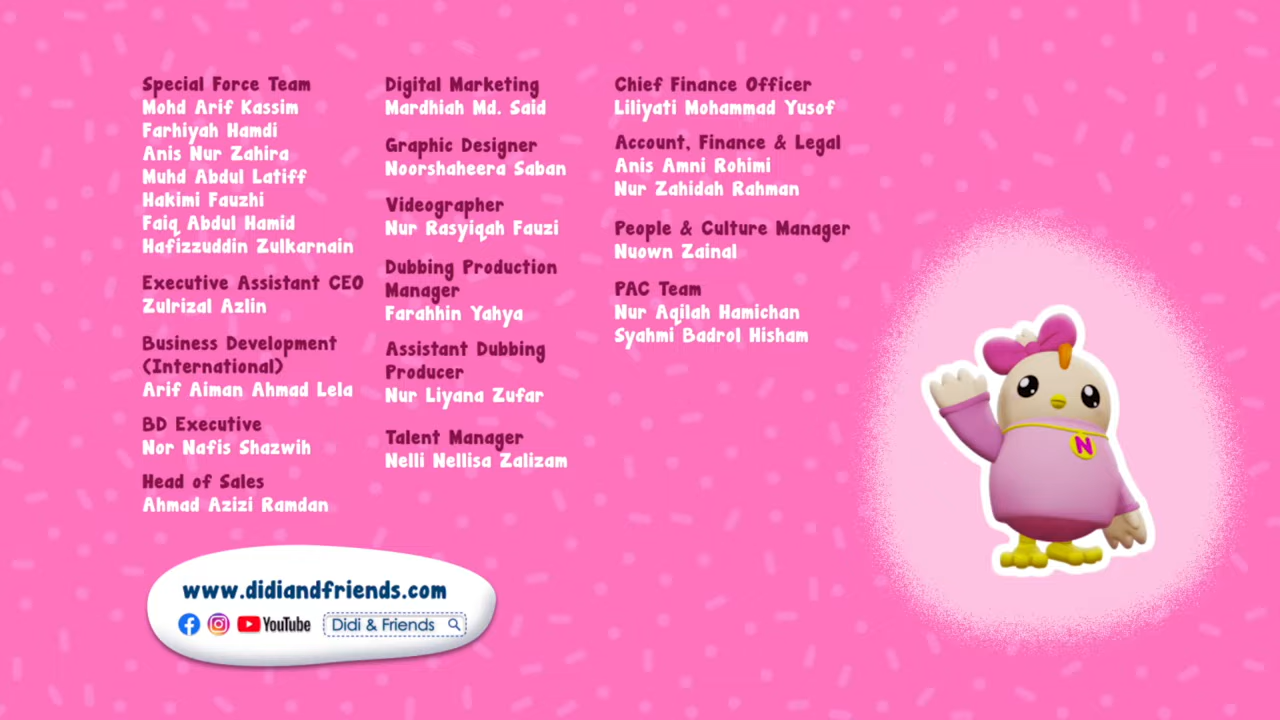 Special Force Team
Mohd Arif Kassim
Farhiyah Hamdi
Anis Nur Zahira
Muhd Abdul Latiff
Hakimi Fauzhi
Faiq Abdul Hamid
Hafizzuddin Zulkarnain
Executive Assistant CEO
Zulrizal Azlin
Business Development
(International)
Arif Aiman Ahmad Lela
BD Executive
Nor Nafis Shazwih
Head of Sales
Ahmad Azizi Ramdan
Digital Marketing
Mardhiah Md. Said
Graphic Designer
Noorshaheera Saban
Videographer
Nur Rasyiqah Fauzi
Dubbing Production
Manager
Farahhin Yahya
Assistant Dubbing
Producer
Nur Liyana Zufar
Talent Manager
Nelli Nellisa Zalizam
Chief Finance Officer
Liliyati Mohammad Yusof
Account, Finance & Legal
Anis Amni Rohimi
Nur Zahidah Rahman
People & Culture Manager
Nuown Zainal
PAC Team
Nur Aqilah Hamichan
Syahmi Badrol Hisham
N
www.didiandfriends.com
YouTube
Didi & Friends